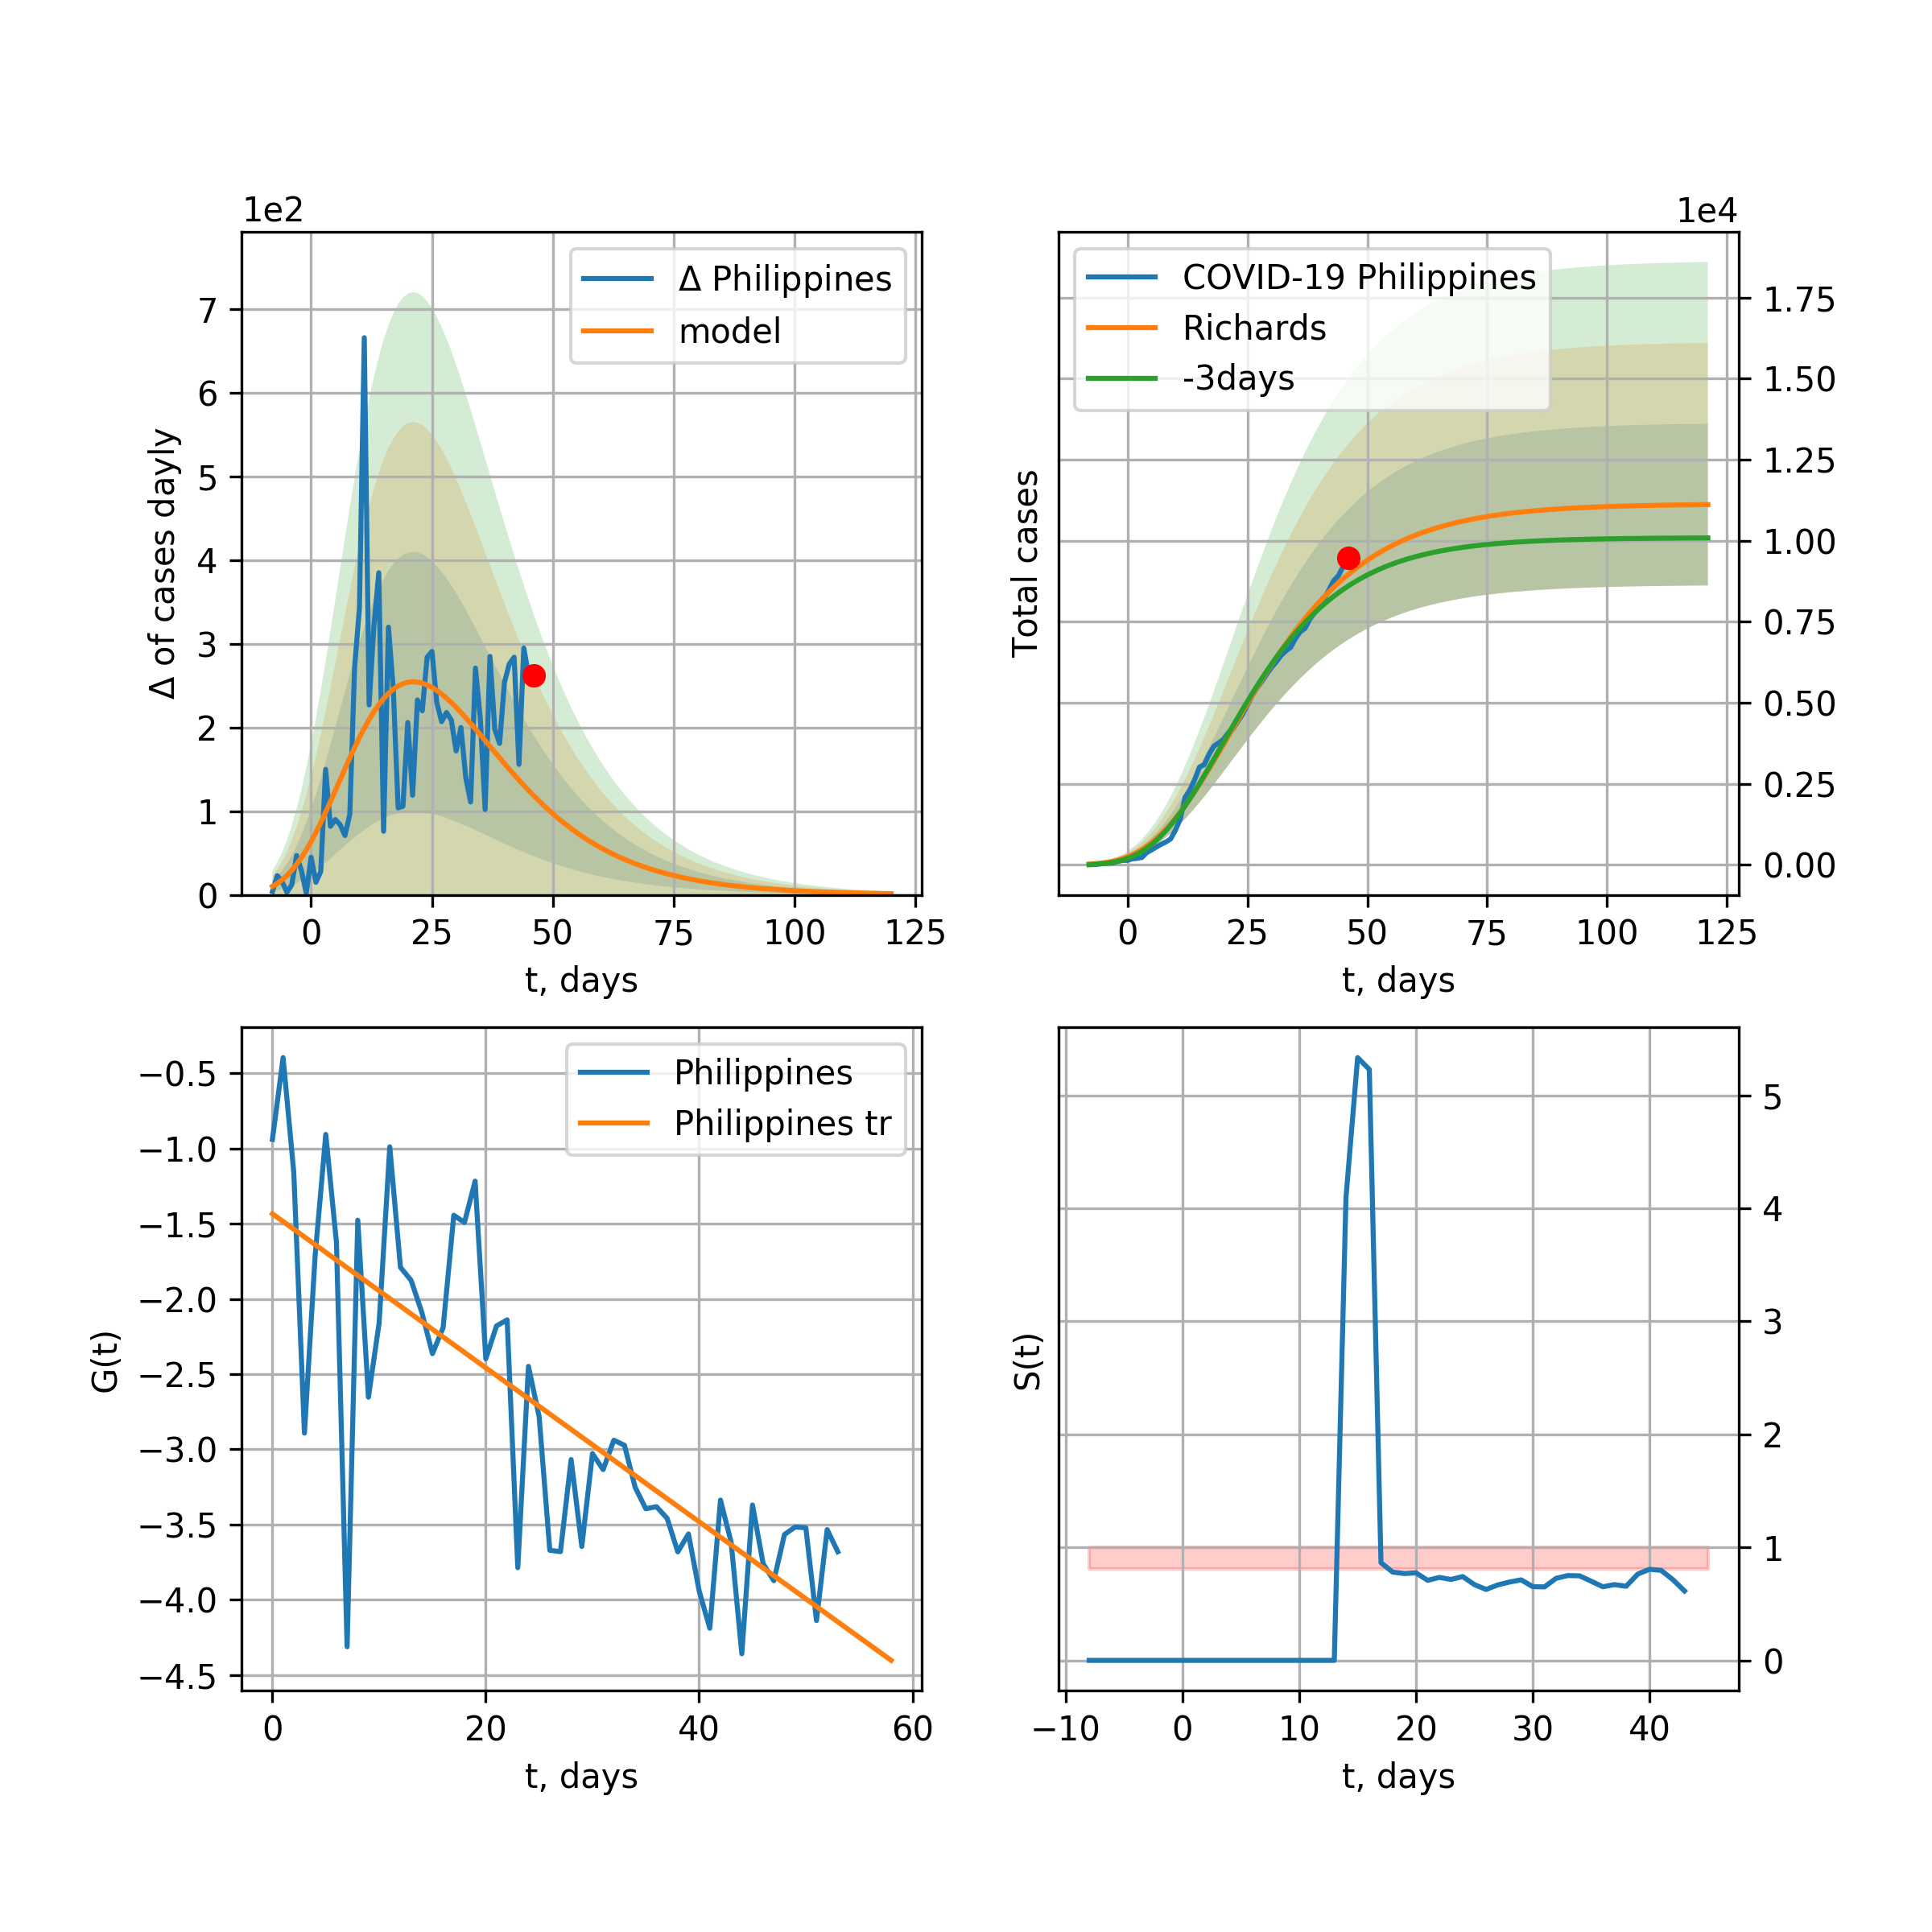 1e2
Δ Philippines
model
7
6
5
4
3
2
1
0
Δ of cases dayly
0 25 50 75 100 125
t, days
1e4
COVID-19 Philippines
Richards
-3days
1.75
1.50
1.25
1.00
0.75
0.50
0.25
0.00
Total cases
0 25 50 75 100 125
t, days
Philippines
Philippines tr
−0.5
−1.0
−1.5
−2.0
−2.5
−3.0
−3.5
−4.0
−4.5
G(t)
0 20 40 60
t, days
5
4
3
2
1
0
S(t)
−10 0 10 20 30 40
t, days